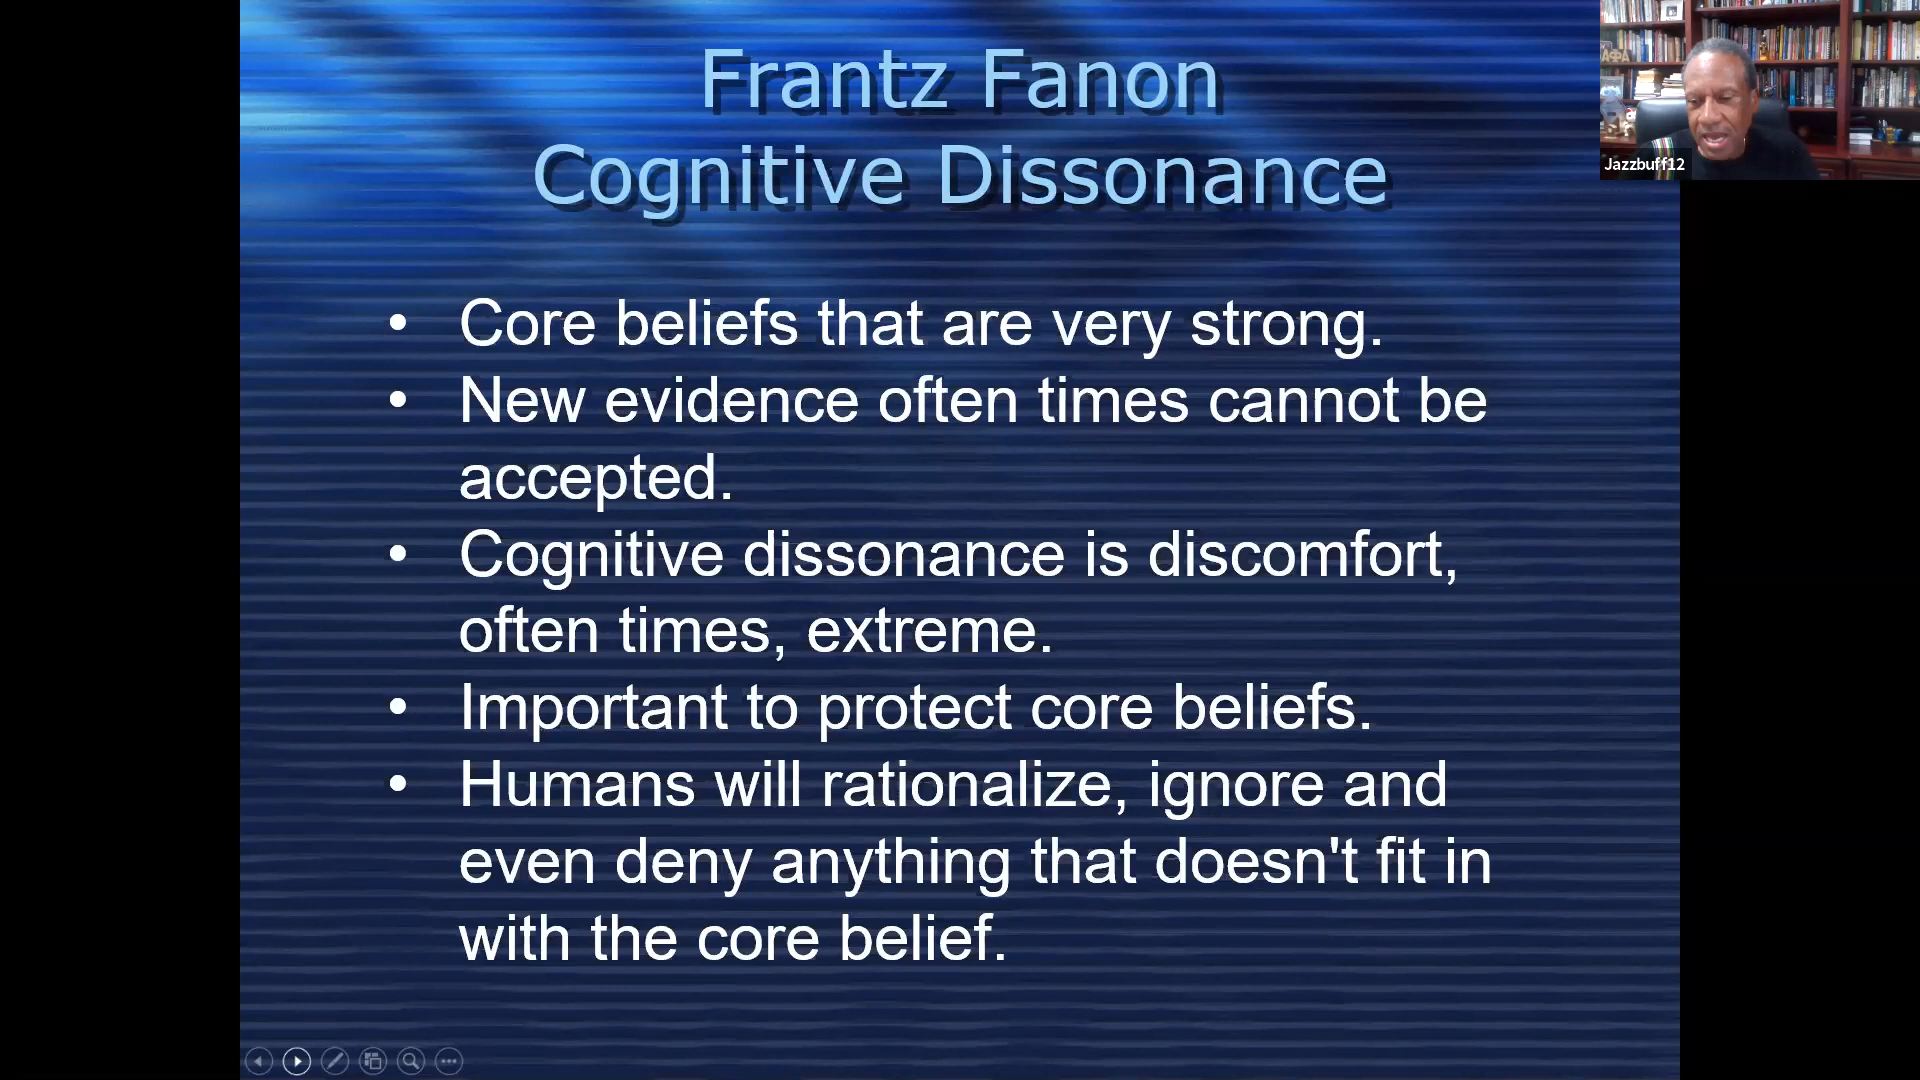 Frantz Fanon
Cognitive Dissonance
• Core beliefs that are very strong.
• New evidence often times cannot be
accepted.
• Cognitive dissonance is discomfort,
often times, extreme.
• Important to protect core beliefs.
• Humans will rationalize, ignore and
even deny anything that doesn't fit in
with the core belief.
Jazzbuff12